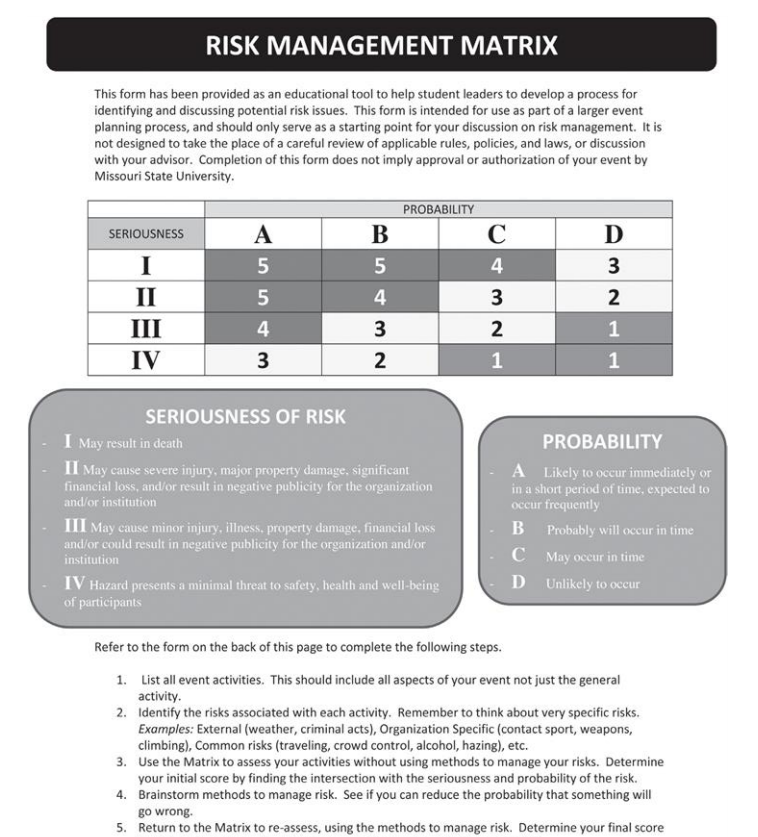 RISK MANAGEMENT MATRIX
This form has been provided as an educational tool to help student leaders to develop a process for
identifying and discussing potential risk issues.  This form is intended for use as part of a larger event
planning process, and should only serve as a starting point for your discussion on risk management.  It is
not designed to take the place of a careful review of applicable rules, policies, and laws, or discussion
with your advisor.  Completion of this form does not imply approval or authorization of your event by
Missouri State University.
PROBABILITY
SERIOUSNESS A B C D
I 5 5 4 3
II 5 4 3 2
III 4 3 2 1
IV 3 2 1 1
SERIOUSNESS OF RISK
- I May result in death
- II May cause severe injury, major property damage, significant
financial loss, and/or result in negative publicity for the organization
and/or institution
- III May cause minor injury, illness, property damage, financial loss
and/or could result in negative publicity for the organization and/or
institution
- IV Hazard presents a minimal threat to safety, health and well-being
of participants
PROBABILITY
- A Likely to occur immediately or
in a short period of time, expected to
occur frequently
- B Probably will occur in time
- C May occur in time
- D Unlikely to occur
Refer to the form on the back of this page to complete the following steps.
1. List all event activities.  This should include all aspects of your event not just the general
activity.
2. Identify the risks associated with each activity.  Remember to think about very specific risks.
Examples: External (weather, criminal acts), Organization Specific (contact sport, weapons,
climbing), Common risks (traveling, crowd control, alcohol, hazing), etc.
3. Use the Matrix to assess your activities without using methods to manage your risks.  Determine
your initial score by finding the intersection with the seriousness and probability of the risk.
4. Brainstorm methods to manage risk.  See if you can reduce the probability that something will
go wrong.
5. Return to the Matrix to re-assess, using the methods to manage risk.  Determine your final score